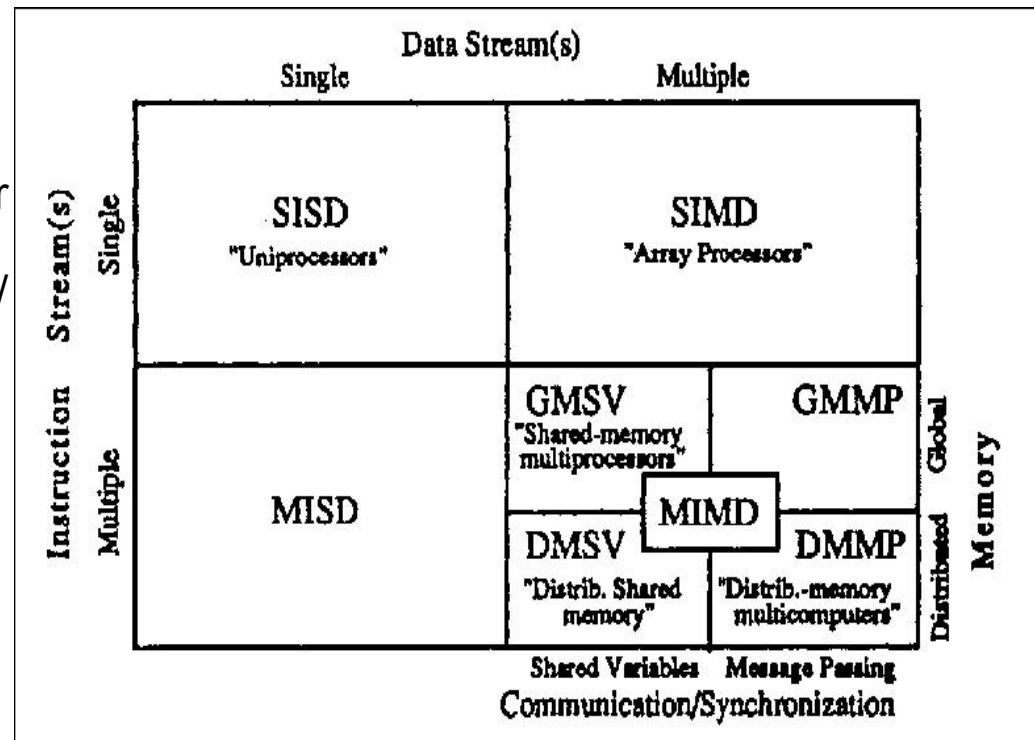 Data Stream(s)
Single Multiple
r
/
Instruction Stream(s)
Single
Multiple
SISD
"Uniprocessors"
SIMD
"Array Processors"
MISD
GMSV
"Shared-memory
multiprocessors"
GMMP
MIMD
DMSV
"Distrib. Shared
memory"
DMMP
"Distrib.-memory
multicomputers"
Global
Distributed
Memory
Shared Variables Message Passing
Communication/Synchronization